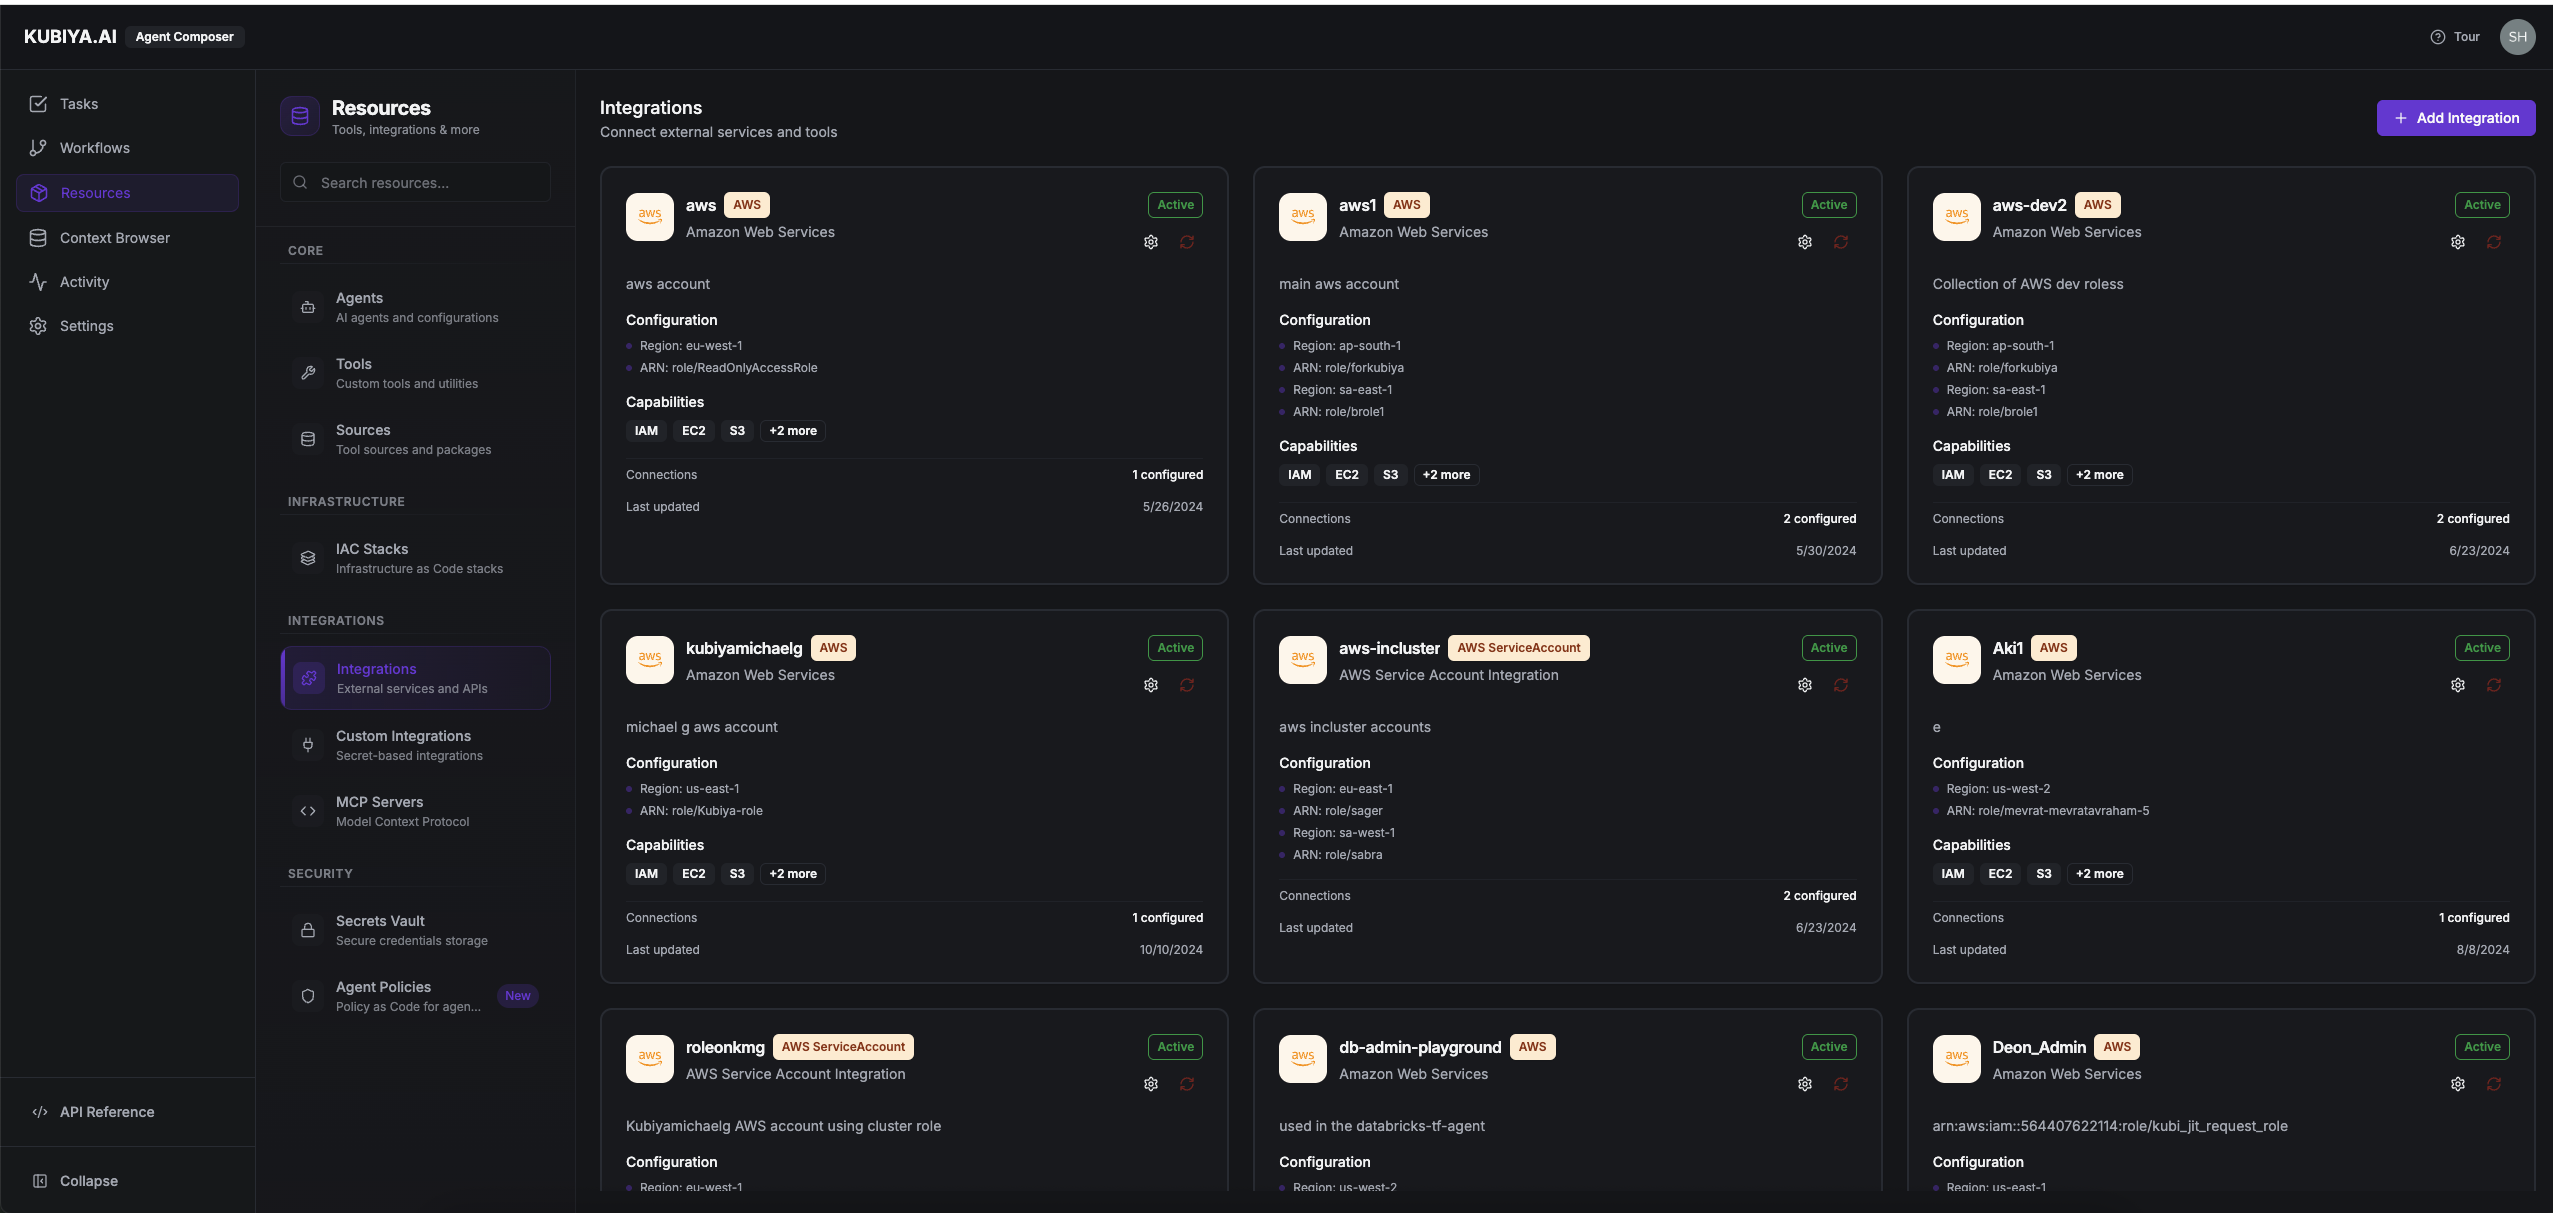 KUBIYA.AI
Agent Composer
Tour
SH
Tasks
Workflows
Resources
Context Browser
Activity
Settings
API Reference
Collapse
Resources
Tools, integrations & more
Search resources...
CORE
Agents
AI agents and configurations
Tools
Custom tools and utilities
Sources
Tool sources and packages
INFRASTRUCTURE
IAC Stacks
Infrastructure as Code stacks
INTEGRATIONS
Integrations
External services and APIs
Custom Integrations
Secret-based integrations
MCP Servers
Model Context Protocol
SECURITY
Secrets Vault
Secure credentials storage
Agent Policies
Policy as Code for agen...
New
Integrations
Connect external services and tools
+ Add Integration
aws
aws AWS
Amazon Web Services
Active
aws account
Configuration
Region: eu-west-1
ARN: role/ReadOnlyAccessRole
Capabilities
IAM EC2 S3 +2 more
Connections 1 configured
Last updated 5/26/2024
aws
aws1 AWS
Amazon Web Services
Active
main aws account
Configuration
Region: ap-south-1
ARN: role/forkubiya
Region: sa-east-1
ARN: role/brole1
Capabilities
IAM EC2 S3 +2 more
Connections 2 configured
Last updated 5/30/2024
aws
aws-dev2 AWS
Amazon Web Services
Active
Collection of AWS dev roless
Configuration
Region: ap-south-1
ARN: role/forkubiya
Region: sa-east-1
ARN: role/brole1
Capabilities
IAM EC2 S3 +2 more
Connections 2 configured
Last updated 6/23/2024
aws
kubiyamichaelg AWS
Amazon Web Services
Active
michael g aws account
Configuration
Region: us-east-1
ARN: role/Kubiya-role
Capabilities
IAM EC2 S3 +2 more
Connections 1 configured
Last updated 10/10/2024
aws
aws-incluster AWS ServiceAccount
AWS Service Account Integration
Active
aws incluster accounts
Configuration
Region: eu-east-1
ARN: role/sager
Region: sa-west-1
ARN: role/sabra
Connections 2 configured
Last updated 6/23/2024
aws
Aki1 AWS
Amazon Web Services
Active
e
Configuration
Region: us-west-2
ARN: role/mevrat-mevratavraham-5
Capabilities
IAM EC2 S3 +2 more
Connections 1 configured
Last updated 8/8/2024
aws
roleonkmg AWS ServiceAccount
AWS Service Account Integration
Active
Kubiyamichaelg AWS account using cluster role
Configuration
Region: eu-west-1
aws
db-admin-playground AWS
Amazon Web Services
Active
used in the databricks-tf-agent
Configuration
Region: us-west-2
aws
Deon_Admin AWS
Amazon Web Services
Active
arn:aws:iam::564407622114:role/kubi_jit_request_role
Configuration
Region: us-east-1